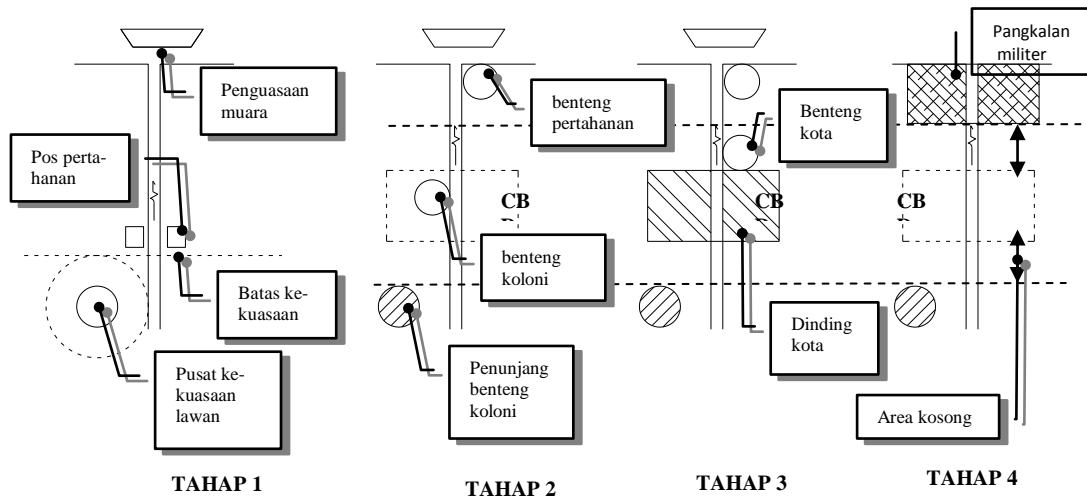 Penguasaan
muara
Pos perta-
hanan
Batas ke-
kuasaan
Pusat ke-
kuasaan
lawan
TAHAP 1
benteng
pertahanan
CB
benteng
koloni
Penunjang
benteng
koloni
TAHAP 2
Benteng
kota
CB
Dinding
kota
TAHAP 3
Pangkalan
militer
CB
Area kosong
TAHAP 4